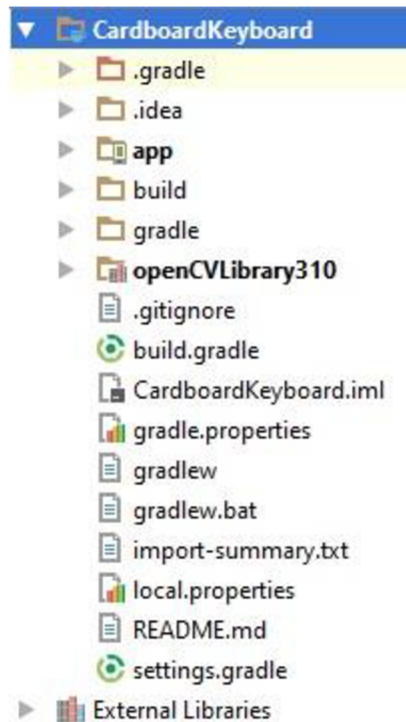 CardboardKeyboard
.gradle
.idea
app
build
gradle
openCVLibrary310
.gitignore
build.gradle
CardboardKeyboard.iml
gradle.properties
gradlew
gradlew.bat
import-summary.txt
local.properties
README.md
settings.gradle
External Libraries